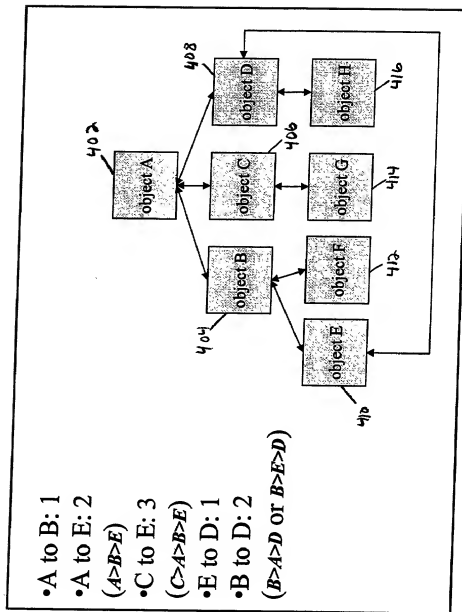 •A to B: 1
•A to E: 2
(A>B>E)
•C to E: 3
(C>A>B>E)
•E to D: 1
•B to D: 2
(B>A>D or B>E>D)
402
object A
404
object B
object C
406
object D
408
410
object E
object F
412
object G
414
object H
416